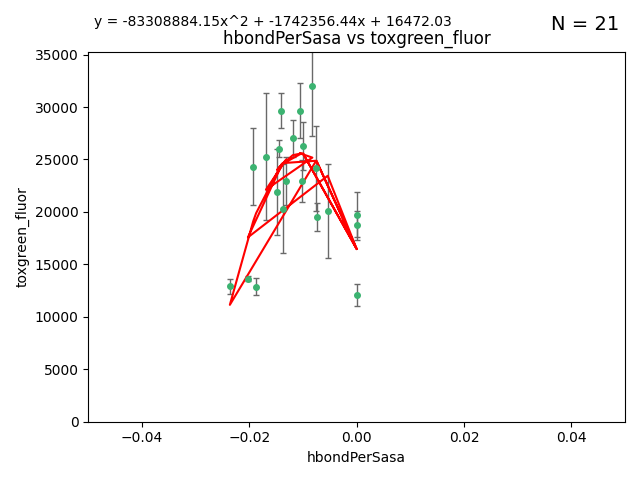 y = -83308884.15x^2 + -1742356.44x + 16472.03
N = 21
hbondPerSasa vs toxgreen_fluor
35000
30000
25000
20000
15000
10000
5000
0
toxgreen_fluor
−0.04
−0.02
0.00
0.02
0.04
hbondPerSasa